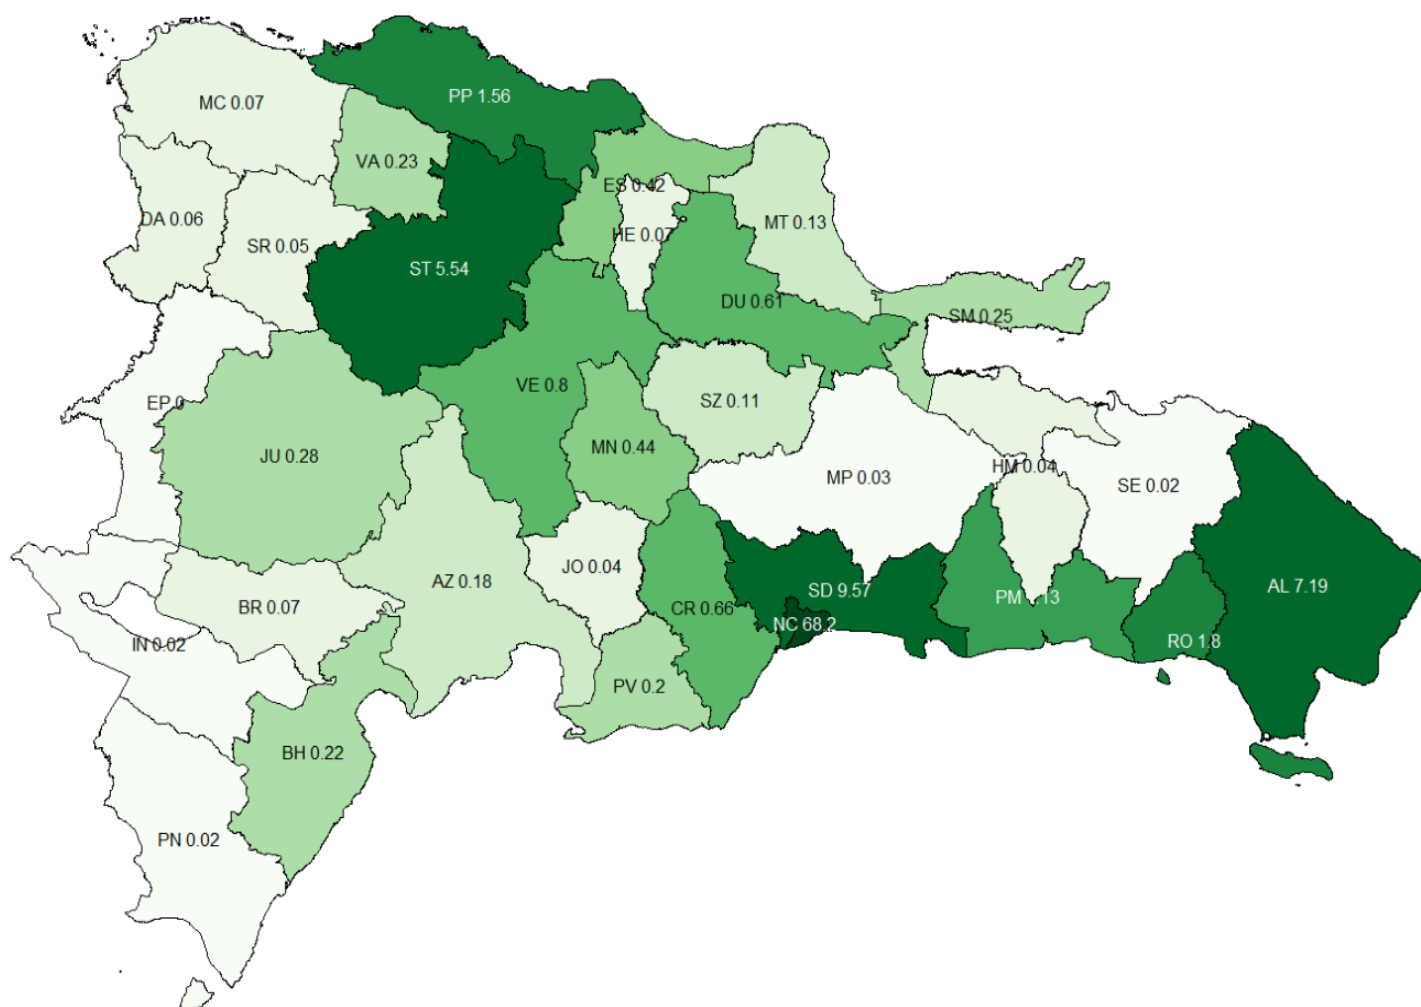 PP 1.56
MC 0.07
VA 0.23
ES 0.42
DA 0.06
SR 0.05
HE 0.07
MT 0.13
ST 5.54
DU 0.61
SM 0.25
EP 0
VE 0.8
SZ 0.11
JU 0.28
MN 0.44
MP 0.03
HM 0.04
SE 0.02
AZ 0.18
JO 0.04
SD 9.57
PM
AL 7.19
BR 0.07
CR 0.66
NC 68.2
IN 0.02
RO 1.8
PV 0.2
BH 0.22
PN 0.02